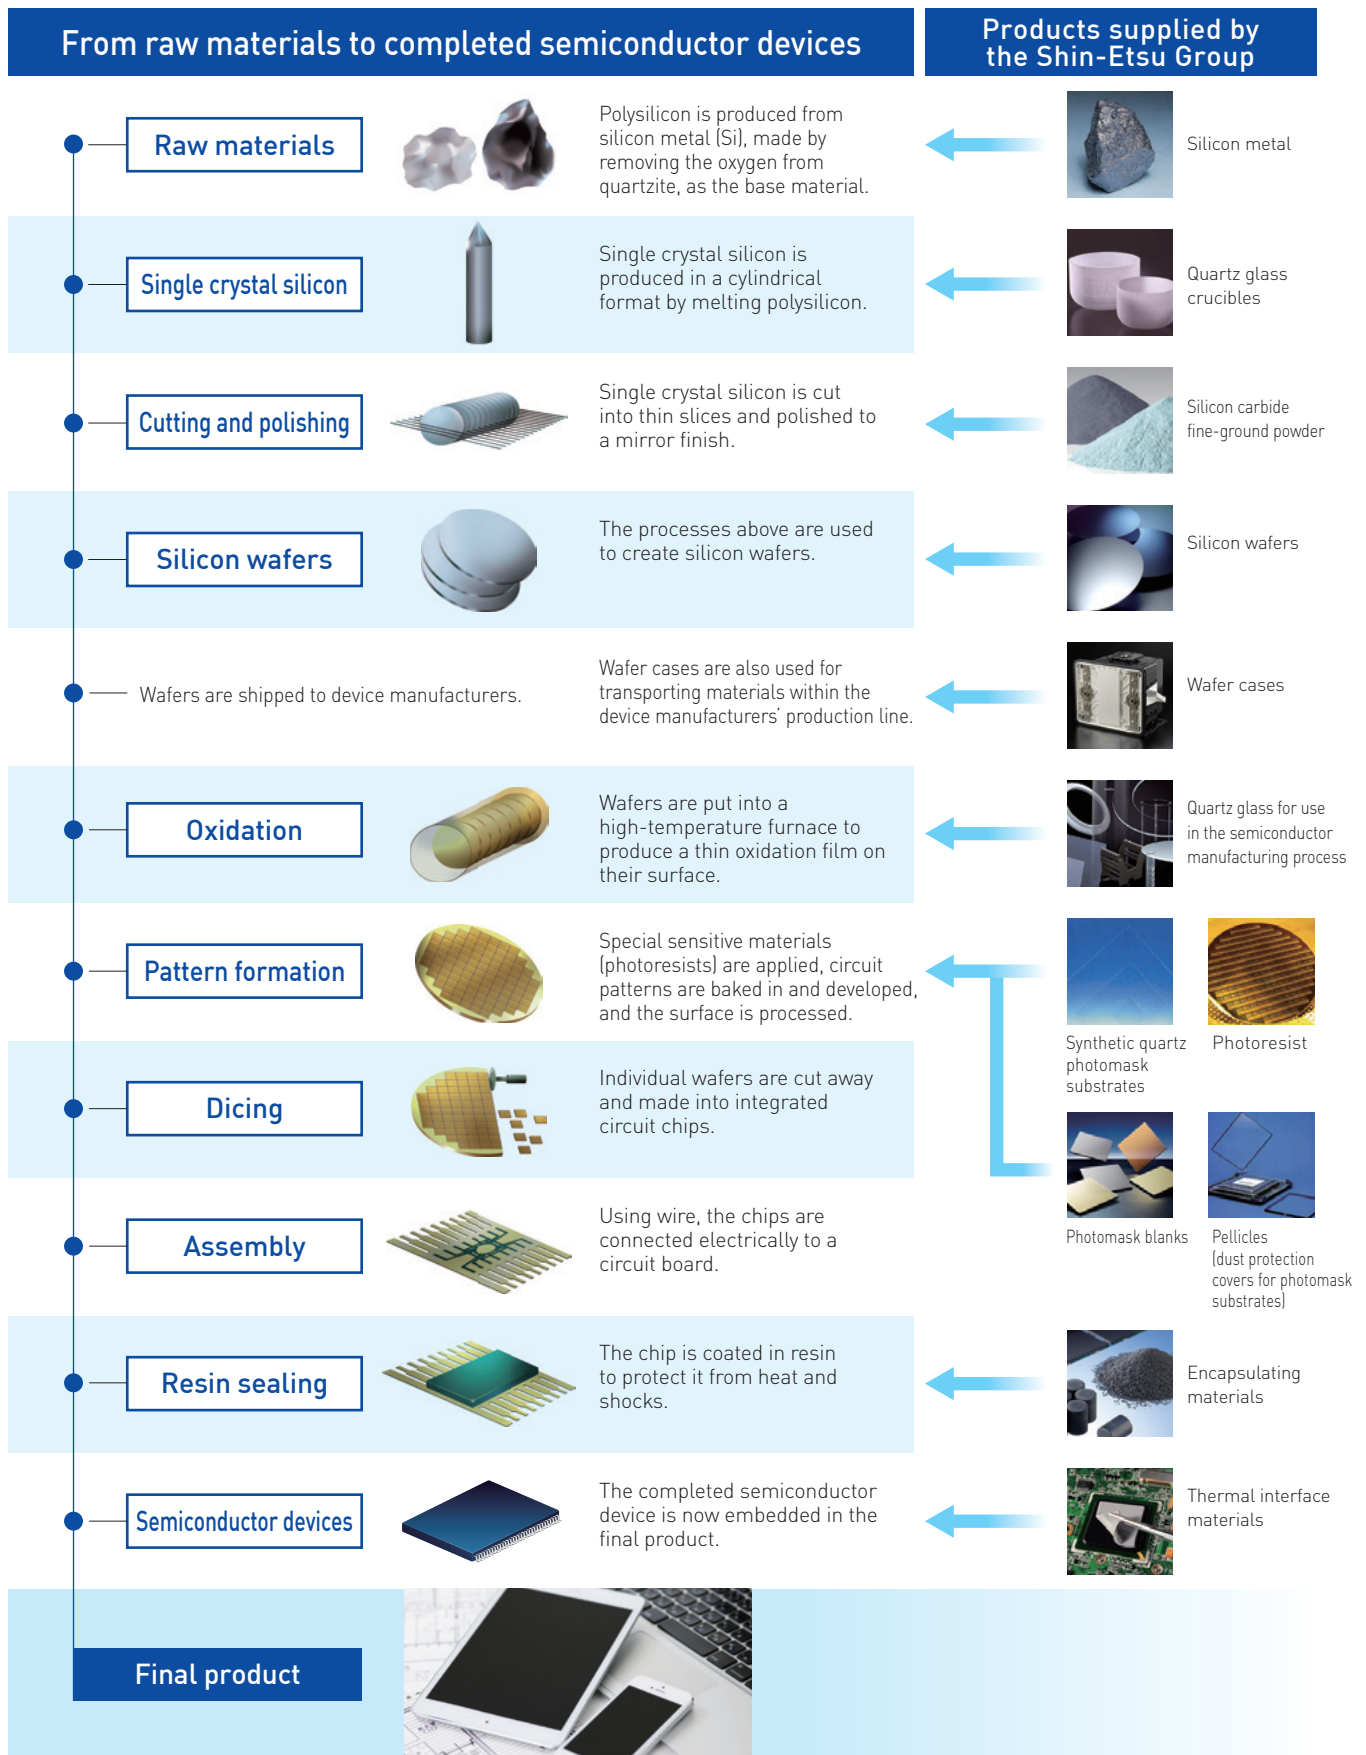 From raw materials to completed semiconductor devices
Products supplied by
the Shin-Etsu Group
Raw materials
Polysilicon is produced from
silicon metal (Si), made by
removing the oxygen from
quartzite, as the base material.
Silicon metal
Single crystal silicon
Single crystal silicon is
produced in a cylindrical
format by melting polysilicon.
Quartz glass
crucibles
Cutting and polishing
Single crystal silicon is cut
into thin slices and polished to
a mirror finish.
Silicon carbide
fine-ground powder
Silicon wafers
The processes above are used
to create silicon wafers.
Silicon wafers
Wafers are shipped to device manufacturers.
Wafer cases are also used for
transporting materials within the
device manufacturers’ production line.
Wafer cases
Oxidation
Wafers are put into a
high-temperature furnace to
produce a thin oxidation film on
their surface.
Quartz glass for use
in the semiconductor
manufacturing process
Pattern formation
Special sensitive materials
(photoresists) are applied, circuit
patterns are baked in and developed,
and the surface is processed.
Synthetic quartz
photomask
substrates
Photoresist
Dicing
Individual wafers are cut away
and made into integrated
circuit chips.
Photomask blanks
Pellicles
(dust protection
covers for photomask
substrates)
Assembly
Using wire, the chips are
connected electrically to a
circuit board.
Resin sealing
The chip is coated in resin
to protect it from heat and
shocks.
Encapsulating
materials
Semiconductor devices
The completed semiconductor
device is now embedded in the
final product.
Thermal interface
materials
Final product